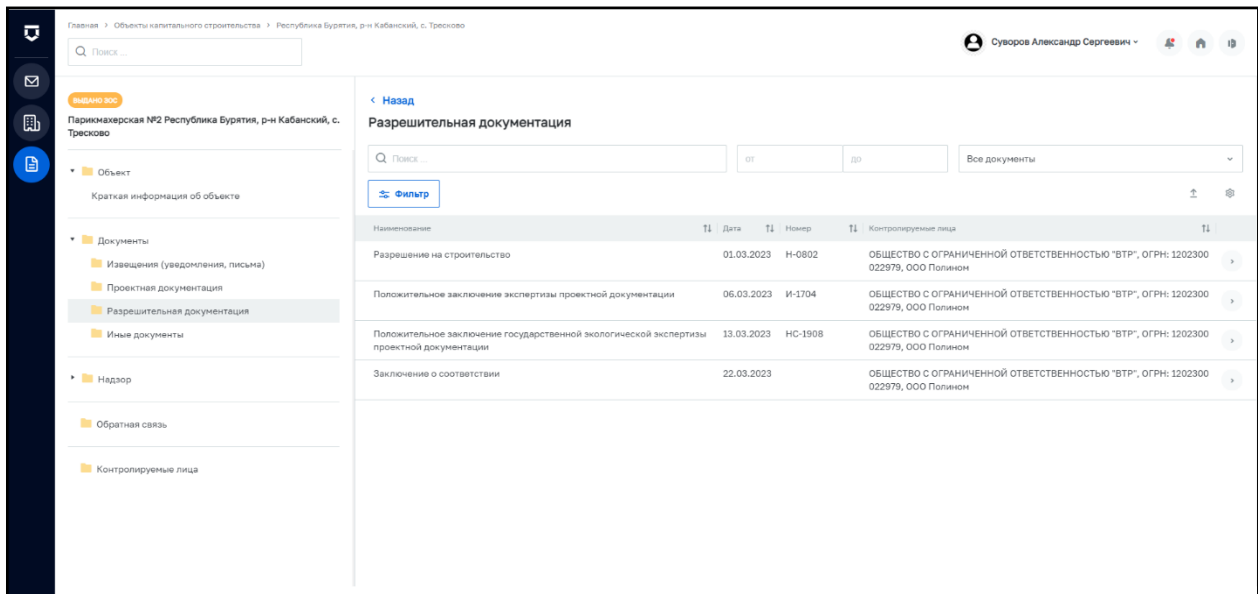 Главная > Объекты капитального строительства > Республика Бурятия, р-н Кабанский, с. Тресково
Поиск ...
Суворов Александр Сергеевич
ВЫДАНО ЗОС
Парикмахерская №2 Республика Бурятия, р-н Кабанский, с.
Тресково
Объект
Краткая информация об объекте
Документы
Извещения (уведомления, письма)
Проектная документация
Разрешительная документация
Иные документы
Надзор
Обратная связь
Контролируемые лица
< Назад
Разрешительная документация
Поиск ... от до Все документы
Фильтр
Наименование Дата Номер Контролируемые лица
Разрешение на строительство 01.03.2023 Н-0802 ОБЩЕСТВО С ОГРАНИЧЕННОЙ ОТВЕТСТВЕННОСТЬЮ "ВТР", ОГРН: 1202300
022979, ООО Полином
Положительное заключение экспертизы проектной документации 06.03.2023 И-1704 ОБЩЕСТВО С ОГРАНИЧЕННОЙ ОТВЕТСТВЕННОСТЬЮ "ВТР", ОГРН: 1202300
022979, ООО Полином
Положительное заключение государственной экологической экспертизы 13.03.2023 НС-1908 ОБЩЕСТВО С ОГРАНИЧЕННОЙ ОТВЕТСТВЕННОСТЬЮ "ВТР", ОГРН: 1202300
проектной документации 022979, ООО Полином
Заключение о соответствии 22.03.2023 ОБЩЕСТВО С ОГРАНИЧЕННОЙ ОТВЕТСТВЕННОСТЬЮ "ВТР", ОГРН: 1202300
022979, ООО Полином